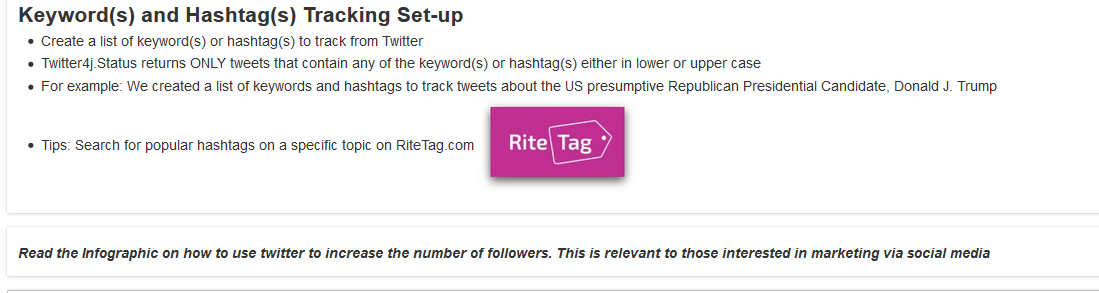 Keyword(s) and Hashtag(s) Tracking Set-up
Create a list of keyword(s) or hashtag(s) to track from Twitter
Twitter4j.Status returns ONLY tweets that contain any of the keyword(s) or hashtag(s) either in lower or upper case
For example: We created a list of keywords and hashtags to track tweets about the US presumptive Republican Presidential Candidate, Donald J. Trump
Tips: Search for popular hashtags on a specific topic on RiteTag.com
Rite Tag
Read the Infographic on how to use twitter to increase the number of followers. This is relevant to those interested in marketing via social media